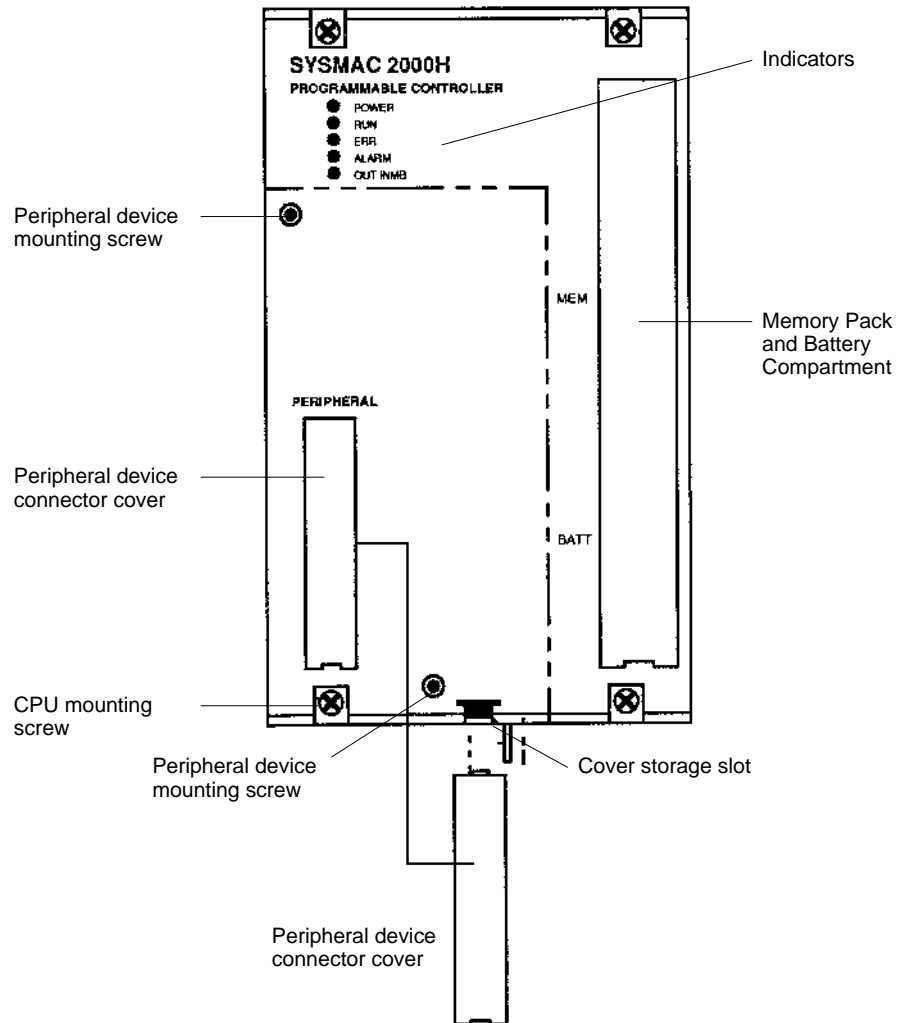 SYSMAC 2000H
PROGRAMMABLE CONTROLLER
POWER
RUN
ERR
ALARM
OUT INMB
Indicators
Peripheral device
mounting screw
MEM
Memory Pack
and Battery
Compartment
PERIPHERAL
Peripheral device
connector cover
BATT
CPU mounting
screw
Peripheral device
mounting screw
Cover storage slot
Peripheral device
connector cover